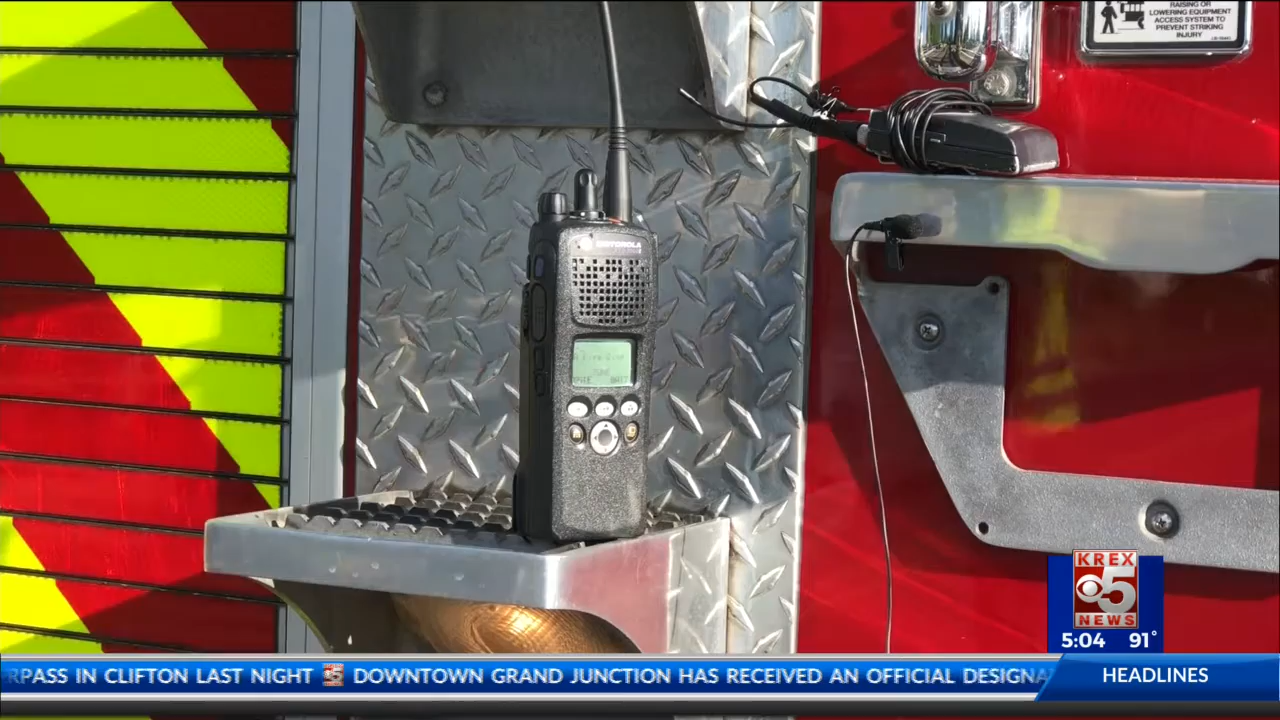 RAISING OR
LOWERING EQUIPMENT
ACCESS SYSTEM TO
PREVENT STRIKING
INJURY
MOTOROLA
KREX
5
NEWS
5:04 91°
RPASS IN CLIFTON LAST NIGHT 5 DOWNTOWN GRAND JUNCTION HAS RECEIVED AN OFFICIAL DESIGNA
HEADLINES